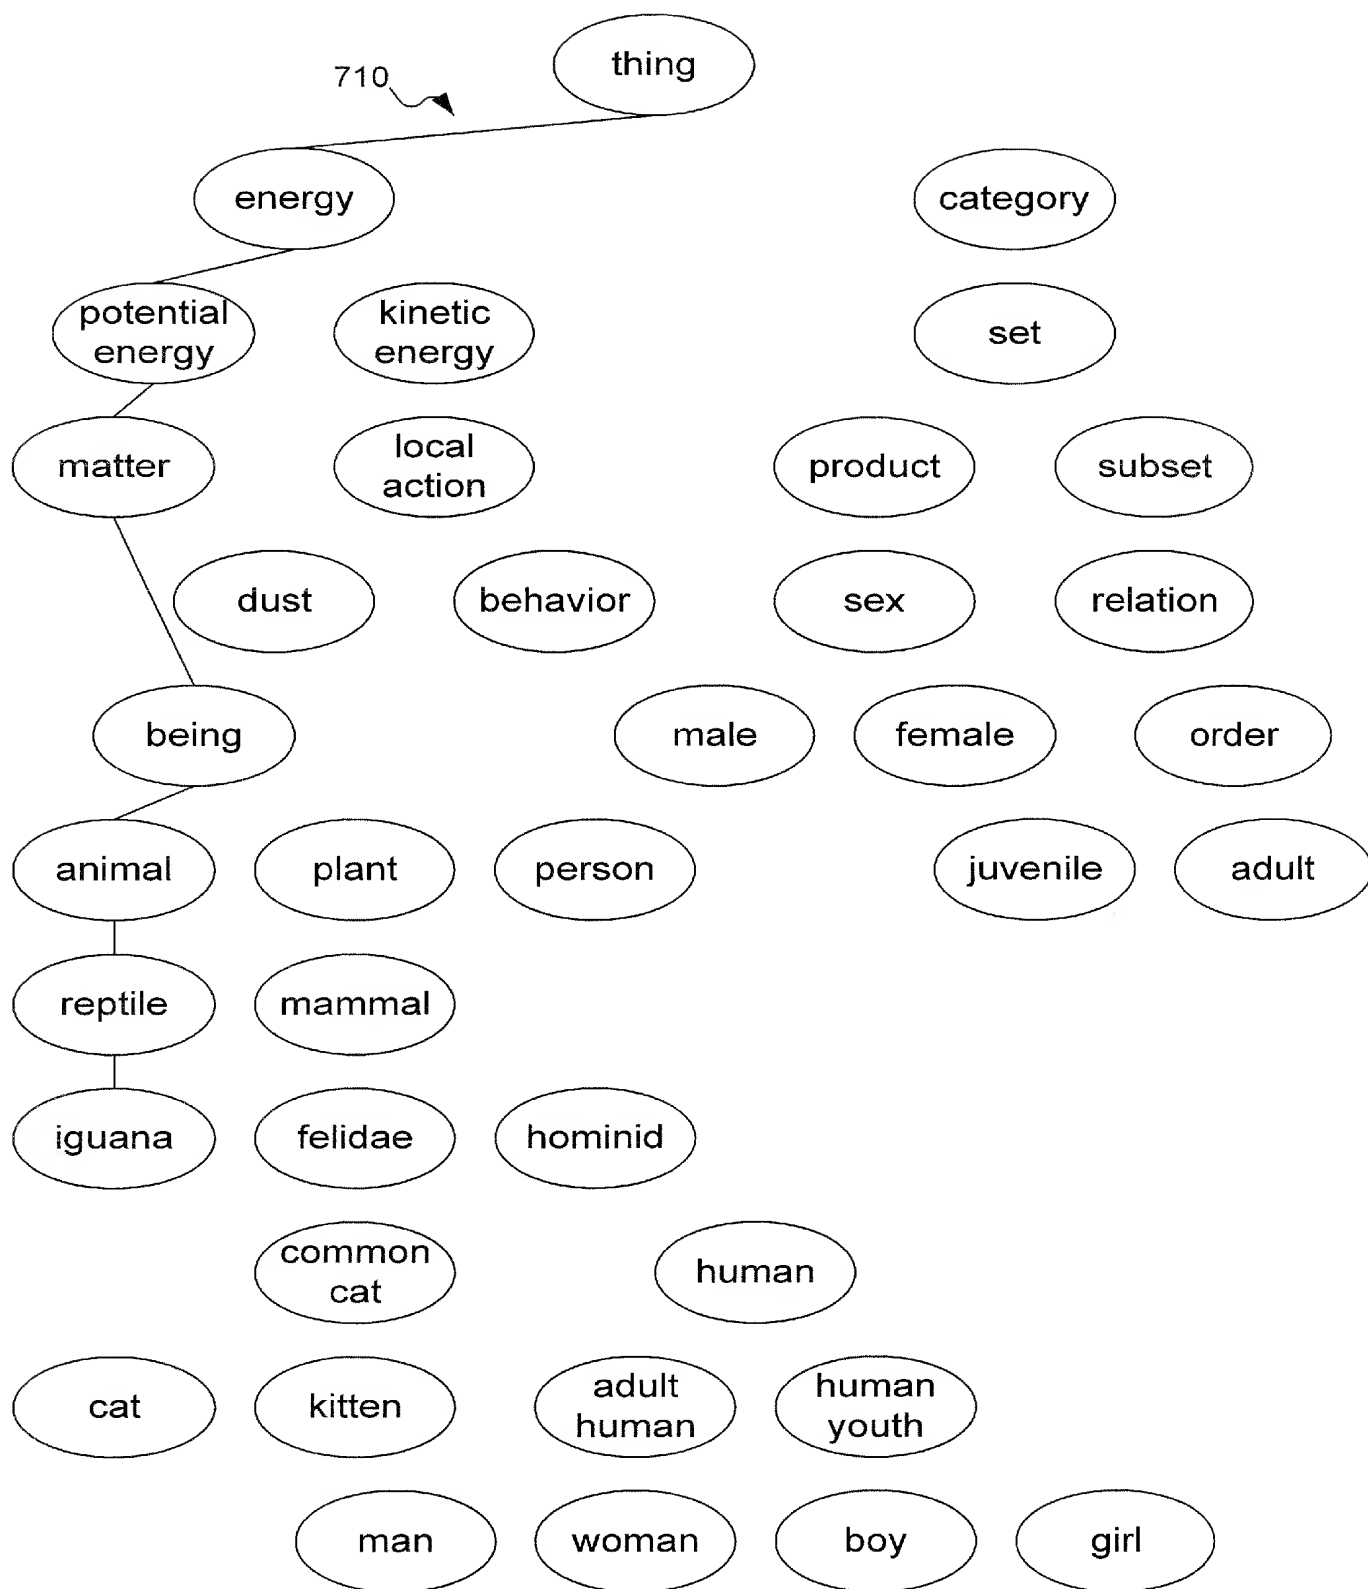 thing
710
energy
category
potential
energy
kinetic
energy
set
matter
local
action
product
subset
dust
behavior
sex
relation
being
male
female
order
animal
plant
person
juvenile
adult
reptile
mammal
iguana
felidae
hominid
common
cat
human
cat
kitten
adult
human
human
youth
man
woman
boy
girl